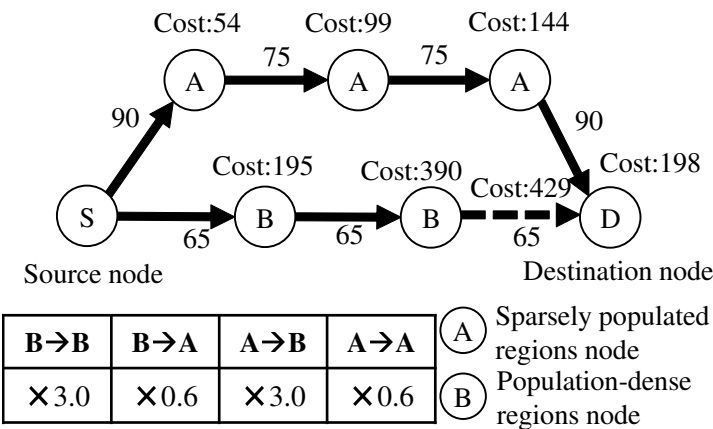 Cost:54 Cost:99 Cost:144
75 75
A A A
90 90
Cost:195 Cost:390 Cost:429 Cost:198
S B B D
65 65 65
Source node Destination node
B→B B→A A→B A→A
×3.0 ×0.6 ×3.0 ×0.6
A Sparsely populated
regions node
B Population-dense
regions node